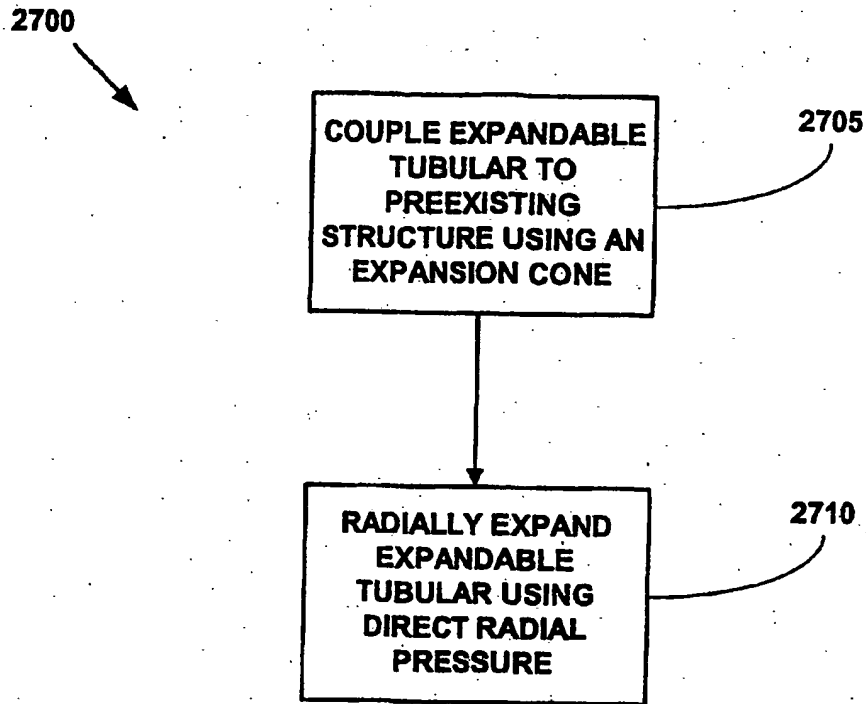 2700
COUPLE EXPANDABLE
TUBULAR TO
PREEXISTING
STRUCTURE USING AN
EXPANSION CONE
2705
RADIALLY EXPAND
EXPANDABLE
TUBULAR USING
DIRECT RADIAL
PRESSURE
2710